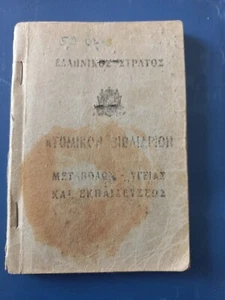 ΕΛΛΗΝΙΚΟΣ ΣΤΡΑΤΟΣ
ΑΤΟΜΙΚΟΝ ΒΙΒΛΙΑΡΙΟΝ
ΜΕΤΑΒΟΛΩΝ - ΥΓΕΙΑΣ
ΚΑΙ ΕΚΠΑΙΔΕΥΣΕΩΣ